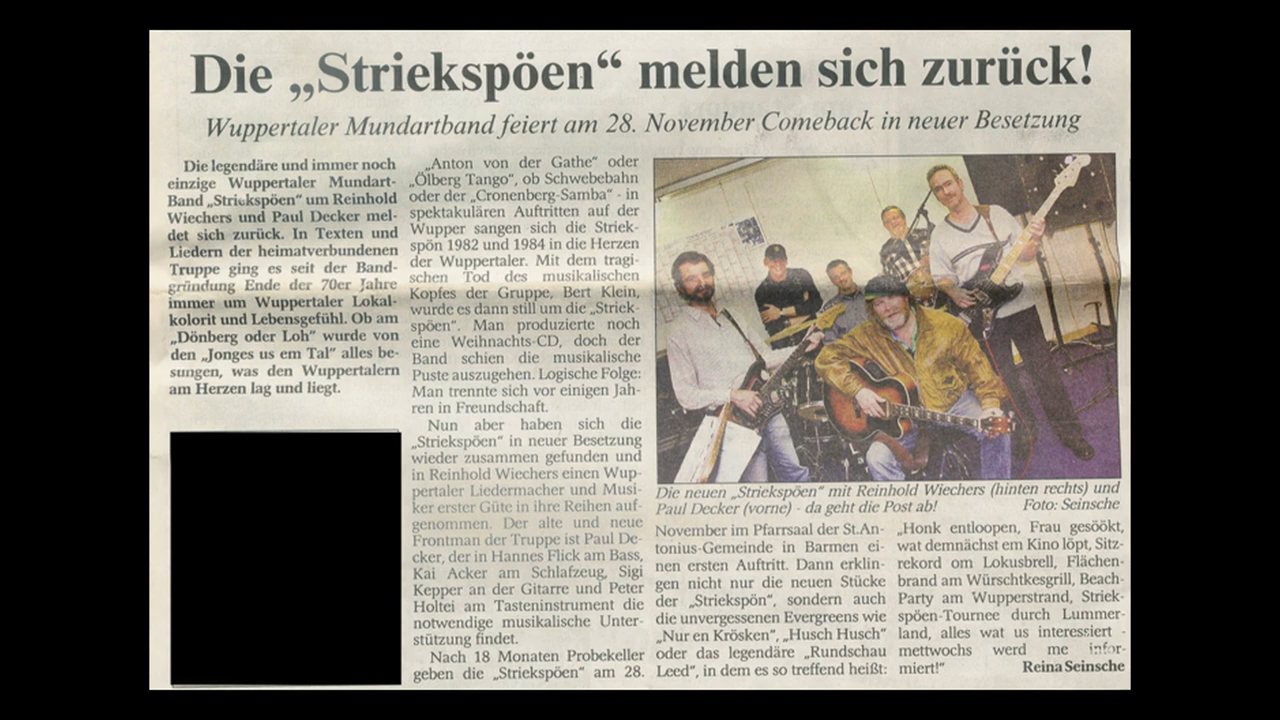 Die „Striekspöen“ melden sich zurück!
Wuppertaler Mundartband feiert am 28. November Comeback in neuer Besetzung
Die legendäre und immer noch
einzige Wuppertaler Mundart-
Band „Striekspöen“ um Reinhold
Wiechers und Paul Decker mel-
det sich zurück. In Texten und
Liedern der heimatverbundenen
Truppe ging es seit der Band-
gründung Ende der 70er Jahre
immer um Wuppertaler Lokal-
kolorit und Lebensgefühl. Ob am
„Dönberg oder Loh“ wurde von
den „Jonges us em Tal“ alles be-
sungen, was den Wuppertalern
am Herzen lag und liegt.
„Anton von der Gathe“ oder
„Ölberg Tango“, ob Schwebebahn
oder der „Cronenberg-Samba“ - in
spektakulären Auftritten auf der
Wupper sangen sich die Striek-
spön 1982 und 1984 in die Herzen
der Wuppertaler. Mit dem tragi-
schen Tod des musikalischen
Kopfes der Gruppe, Bert Klein,
wurde es dann still um die „Striek-
spöen“. Man produzierte noch
eine Weihnachts-CD, doch der
Band schien die musikalische
Puste auszugehen. Logische Folge:
Man trennte sich vor einigen Jah-
ren in Freundschaft.
Nun aber haben sich die
„Striekspöen“ in neuer Besetzung
wieder zusammen gefunden und
in Reinhold Wiechers einen Wup-
pertaler Liedermacher und Musi-
ker erster Güte in ihre Reihen auf-
genommen. Der alte und neue
Frontman der Truppe ist Paul De-
cker, der in Hannes Flick am Bass,
Kai Acker am Schlafzeug, Sigi
Kepper an der Gitarre und Peter
Holtei am Tasteninstrument die
notwendige musikalische Unter-
stützung findet.
Nach 18 Monaten Probekeller
geben die „Striekspöen“ am 28.
Die neuen „Striekspöen“ mit Reinhold Wiechers (hinten rechts) und
Paul Decker (vorne) - da geht die Post ab! Foto: Seinsche
November im Pfarrsaal der St.An-
tonius-Gemeinde in Barmen ei-
nen ersten Auftritt. Dann erklin-
gen nicht nur die neuen Stücke
der „Striekspön“, sondern auch
die unvergessenen Evergreens wie
„Nur en Krösken“, „Husch Husch“
oder das legendäre „Rundschau
Leed“, in dem es so treffend heißt:
„Honk entloopen, Frau gesöökt,
wat demnächst em Kino löpt, Sitz-
rekord om Lokusbrell, Flächen-
brand am Würschtkesgrill, Beach-
Party am Wupperstrand, Striek-
spöen-Tournee durch Lummer-
land, alles wat us interessiert -
mettwochs werd me infor-
miert!“ Reina Seinsche